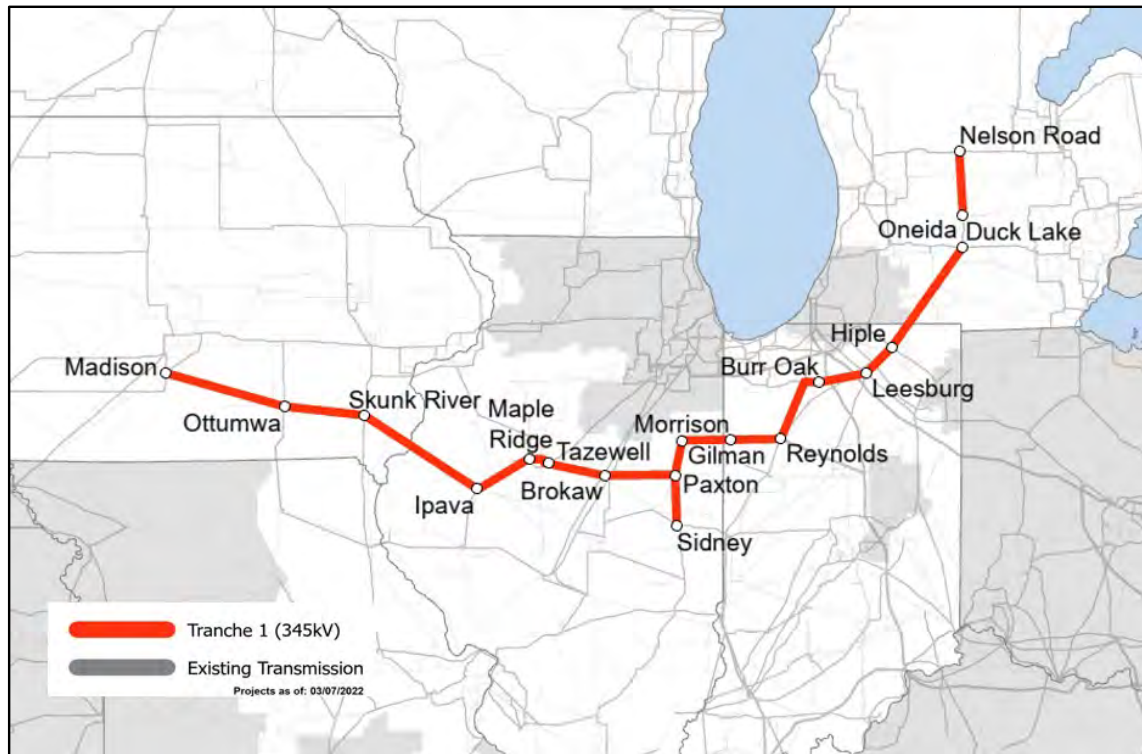 Nelson Road
Oneida
Duck Lake
Hiple
Madison
Burr Oak
Leesburg
Ottumwa
Skunk River
Maple
Ridge
Tazewell
Morrison
Gilman
Reynolds
Ipava
Brokaw
Paxton
Sidney
Tranche 1 (345kV)
Existing Transmission
Projects as of: 03/07/2022